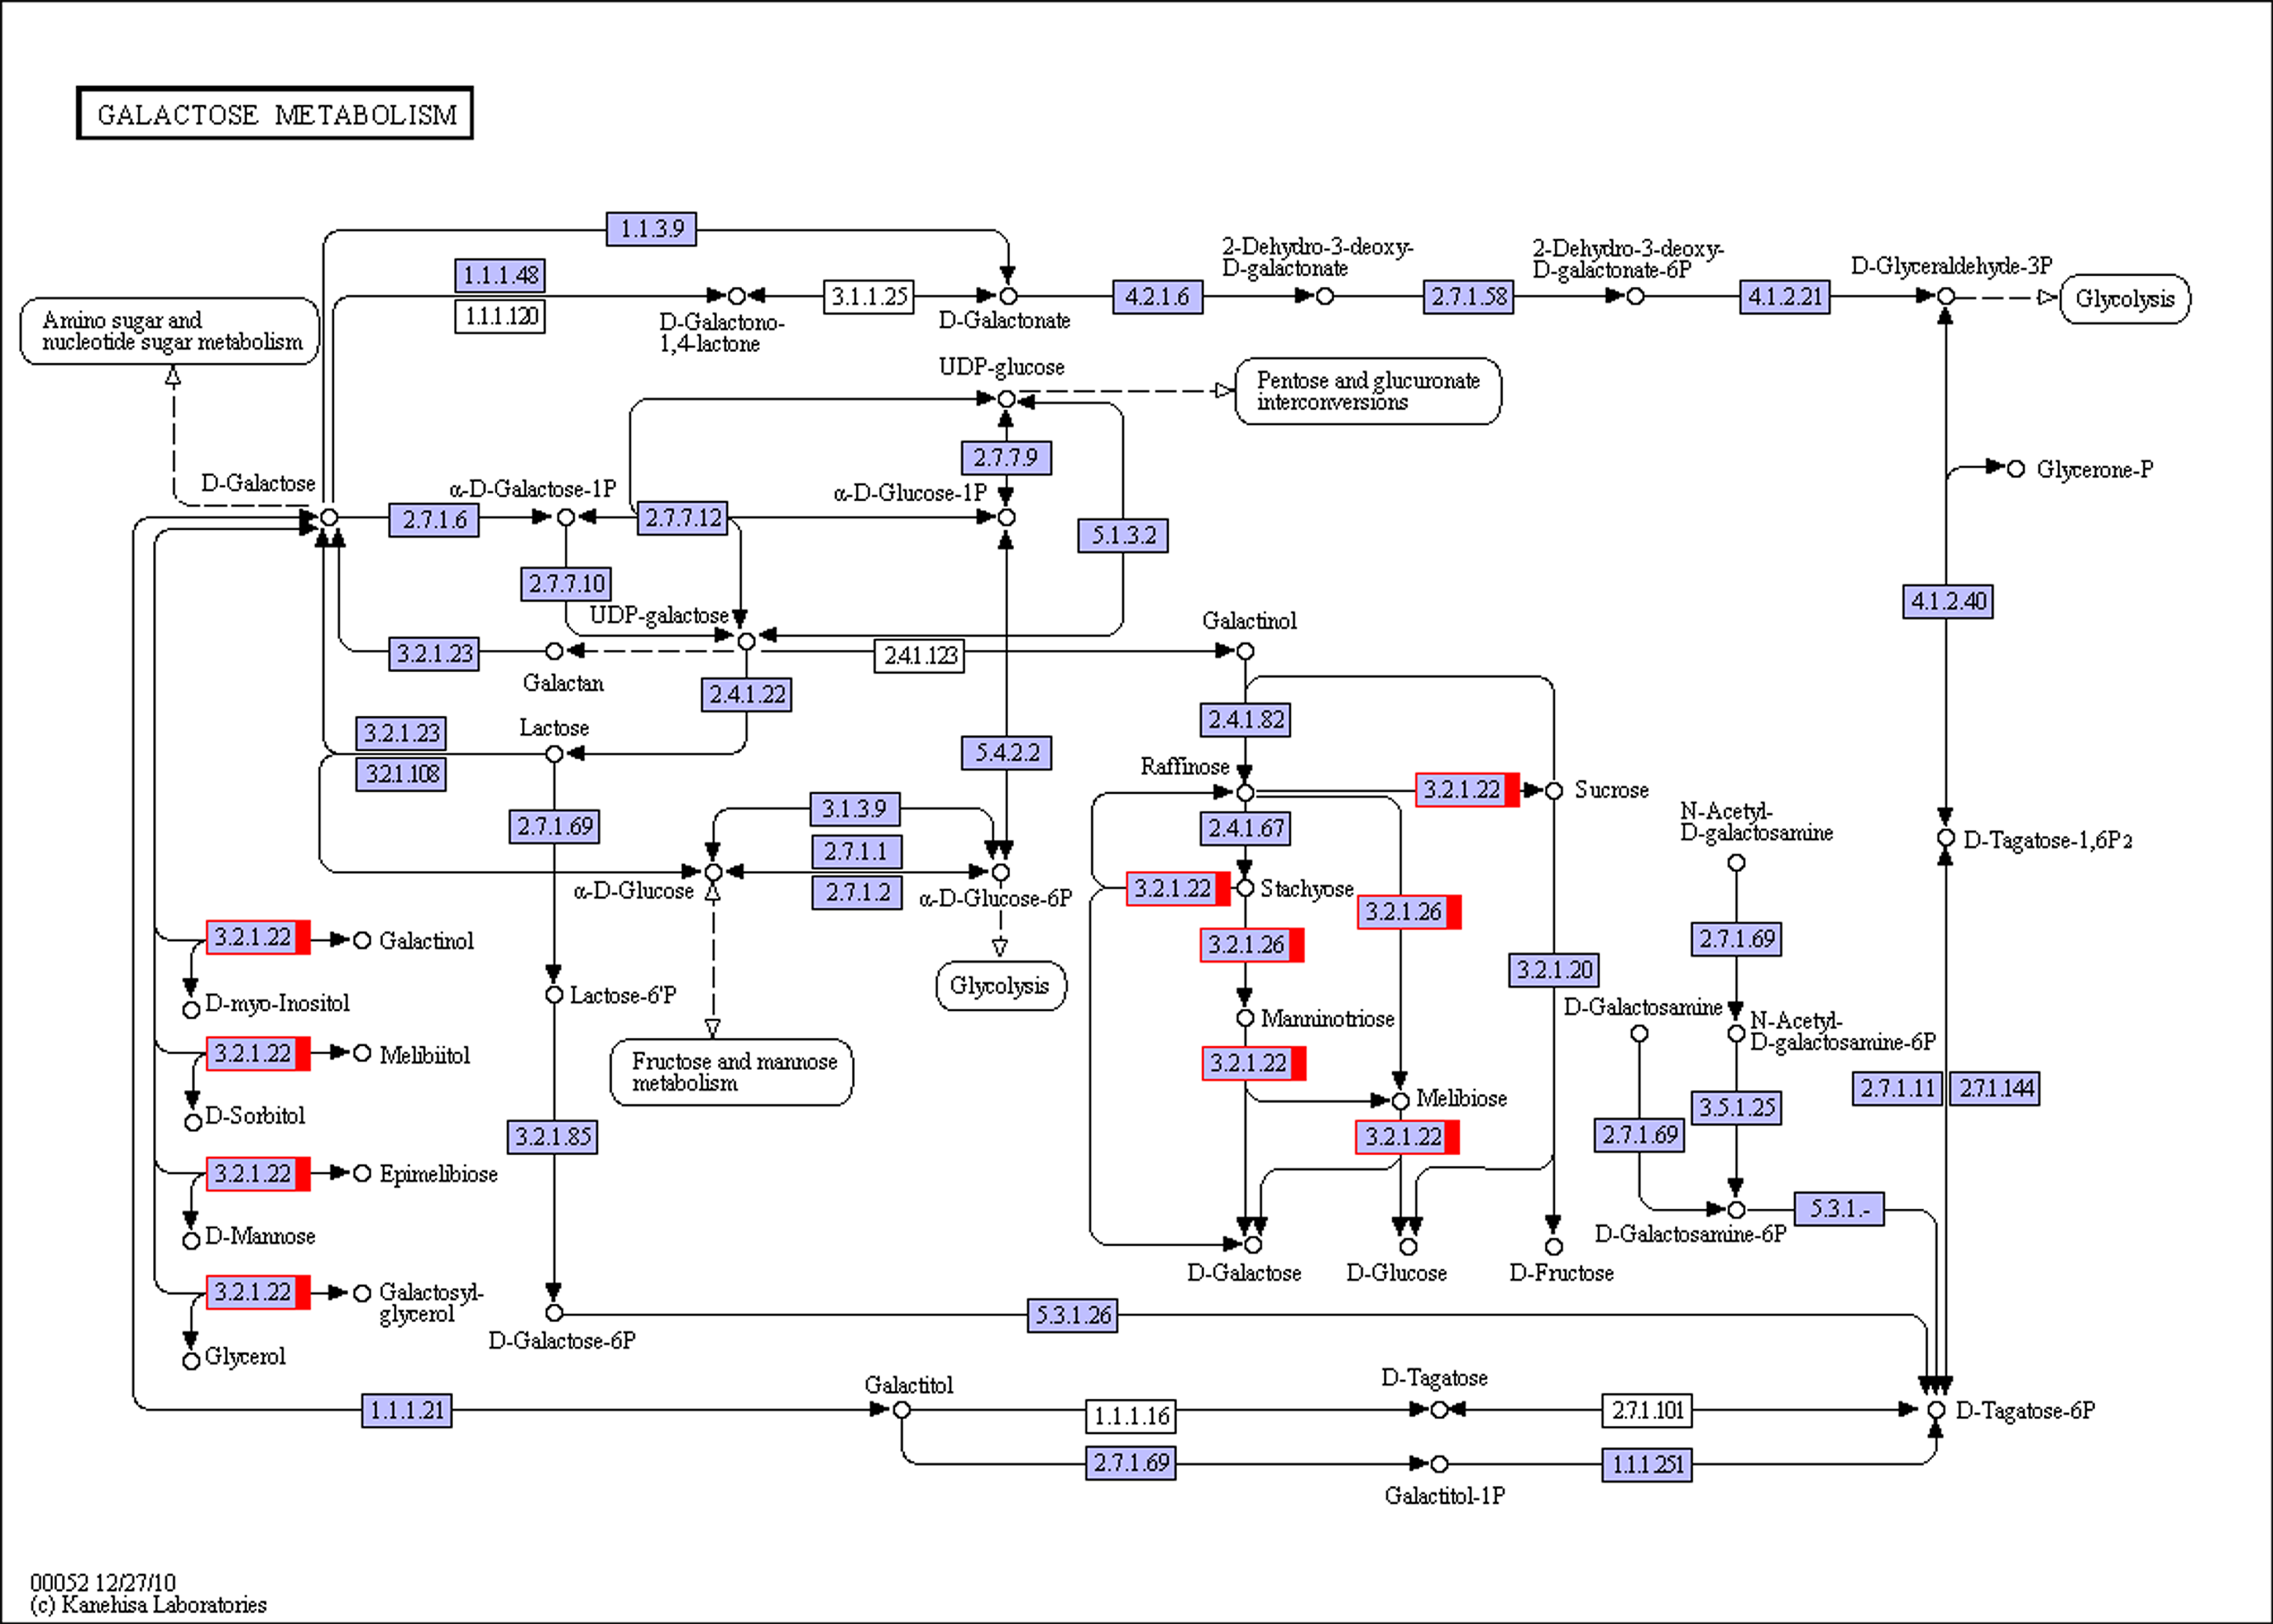 GALACTOSE METABOLISM
1.1.3.9
1.1.1.48
1.1.1.120
D-Galactono-
1,4-lactone
3.1.1.25
D-Galactonate
4.2.1.6
2-Dehydro-3-deoxy-
D-galactonate
2.7.1.58
2-Dehydro-3-deoxy-
D-galactonate-6P
4.1.2.21
D-Glyceraldehyde-3P
Glycolysis
Amino sugar and
nucleotide sugar metabolism
UDP-glucose
Pentose and glucuronate
interconversions
2.7.7.9
Glycerone-P
D-Galactose
2.7.1.6
α-D-Galactose-1P
2.7.7.12
α-D-Glucose-1P
5.1.3.2
2.7.7.10
UDP-galactose
4.1.2.40
3.2.1.23
Galactan
2.4.1.123
Galactinol
2.4.1.22
2.4.1.82
3.2.1.23
3.2.1.108
Lactose
5.4.2.2
Raffinose
3.2.1.22
Sucrose
2.7.1.69
3.1.3.9
2.7.1.1
2.7.1.2
α-D-Glucose
α-D-Glucose-6P
2.4.1.67
3.2.1.22
Stachyose
3.2.1.26
3.2.1.26
N-Acetyl-
D-galactosamine
D-Tagatose-1,6P2
2.7.1.69
3.2.1.22
Galactinol
D-myo-Inositol
Lactose-6'P
Glycolysis
Manninotriose
3.2.1.20
D-Galactosamine
N-Acetyl-
D-galactosamine-6P
3.2.1.22
Melibiitol
D-Sorbitol
Fructose and mannose
metabolism
3.2.1.22
Melibiose
3.2.1.22
2.7.1.11
2.7.1.144
3.5.1.25
2.7.1.69
3.2.1.85
3.2.1.22
Epimelibiose
D-Mannose
5.3.1.-
D-Galactosamine-6P
D-Galactose
D-Glucose
D-Fructose
3.2.1.22
Galactosyl-
glycerol
Glycerol
D-Galactose-6P
5.3.1.26
1.1.1.21
Galactitol
1.1.1.16
D-Tagatose
2.7.1.101
D-Tagatose-6P
2.7.1.69
Galactitol-1P
1.1.1.251
00052 12/27/10
(c) Kanehisa Laboratories